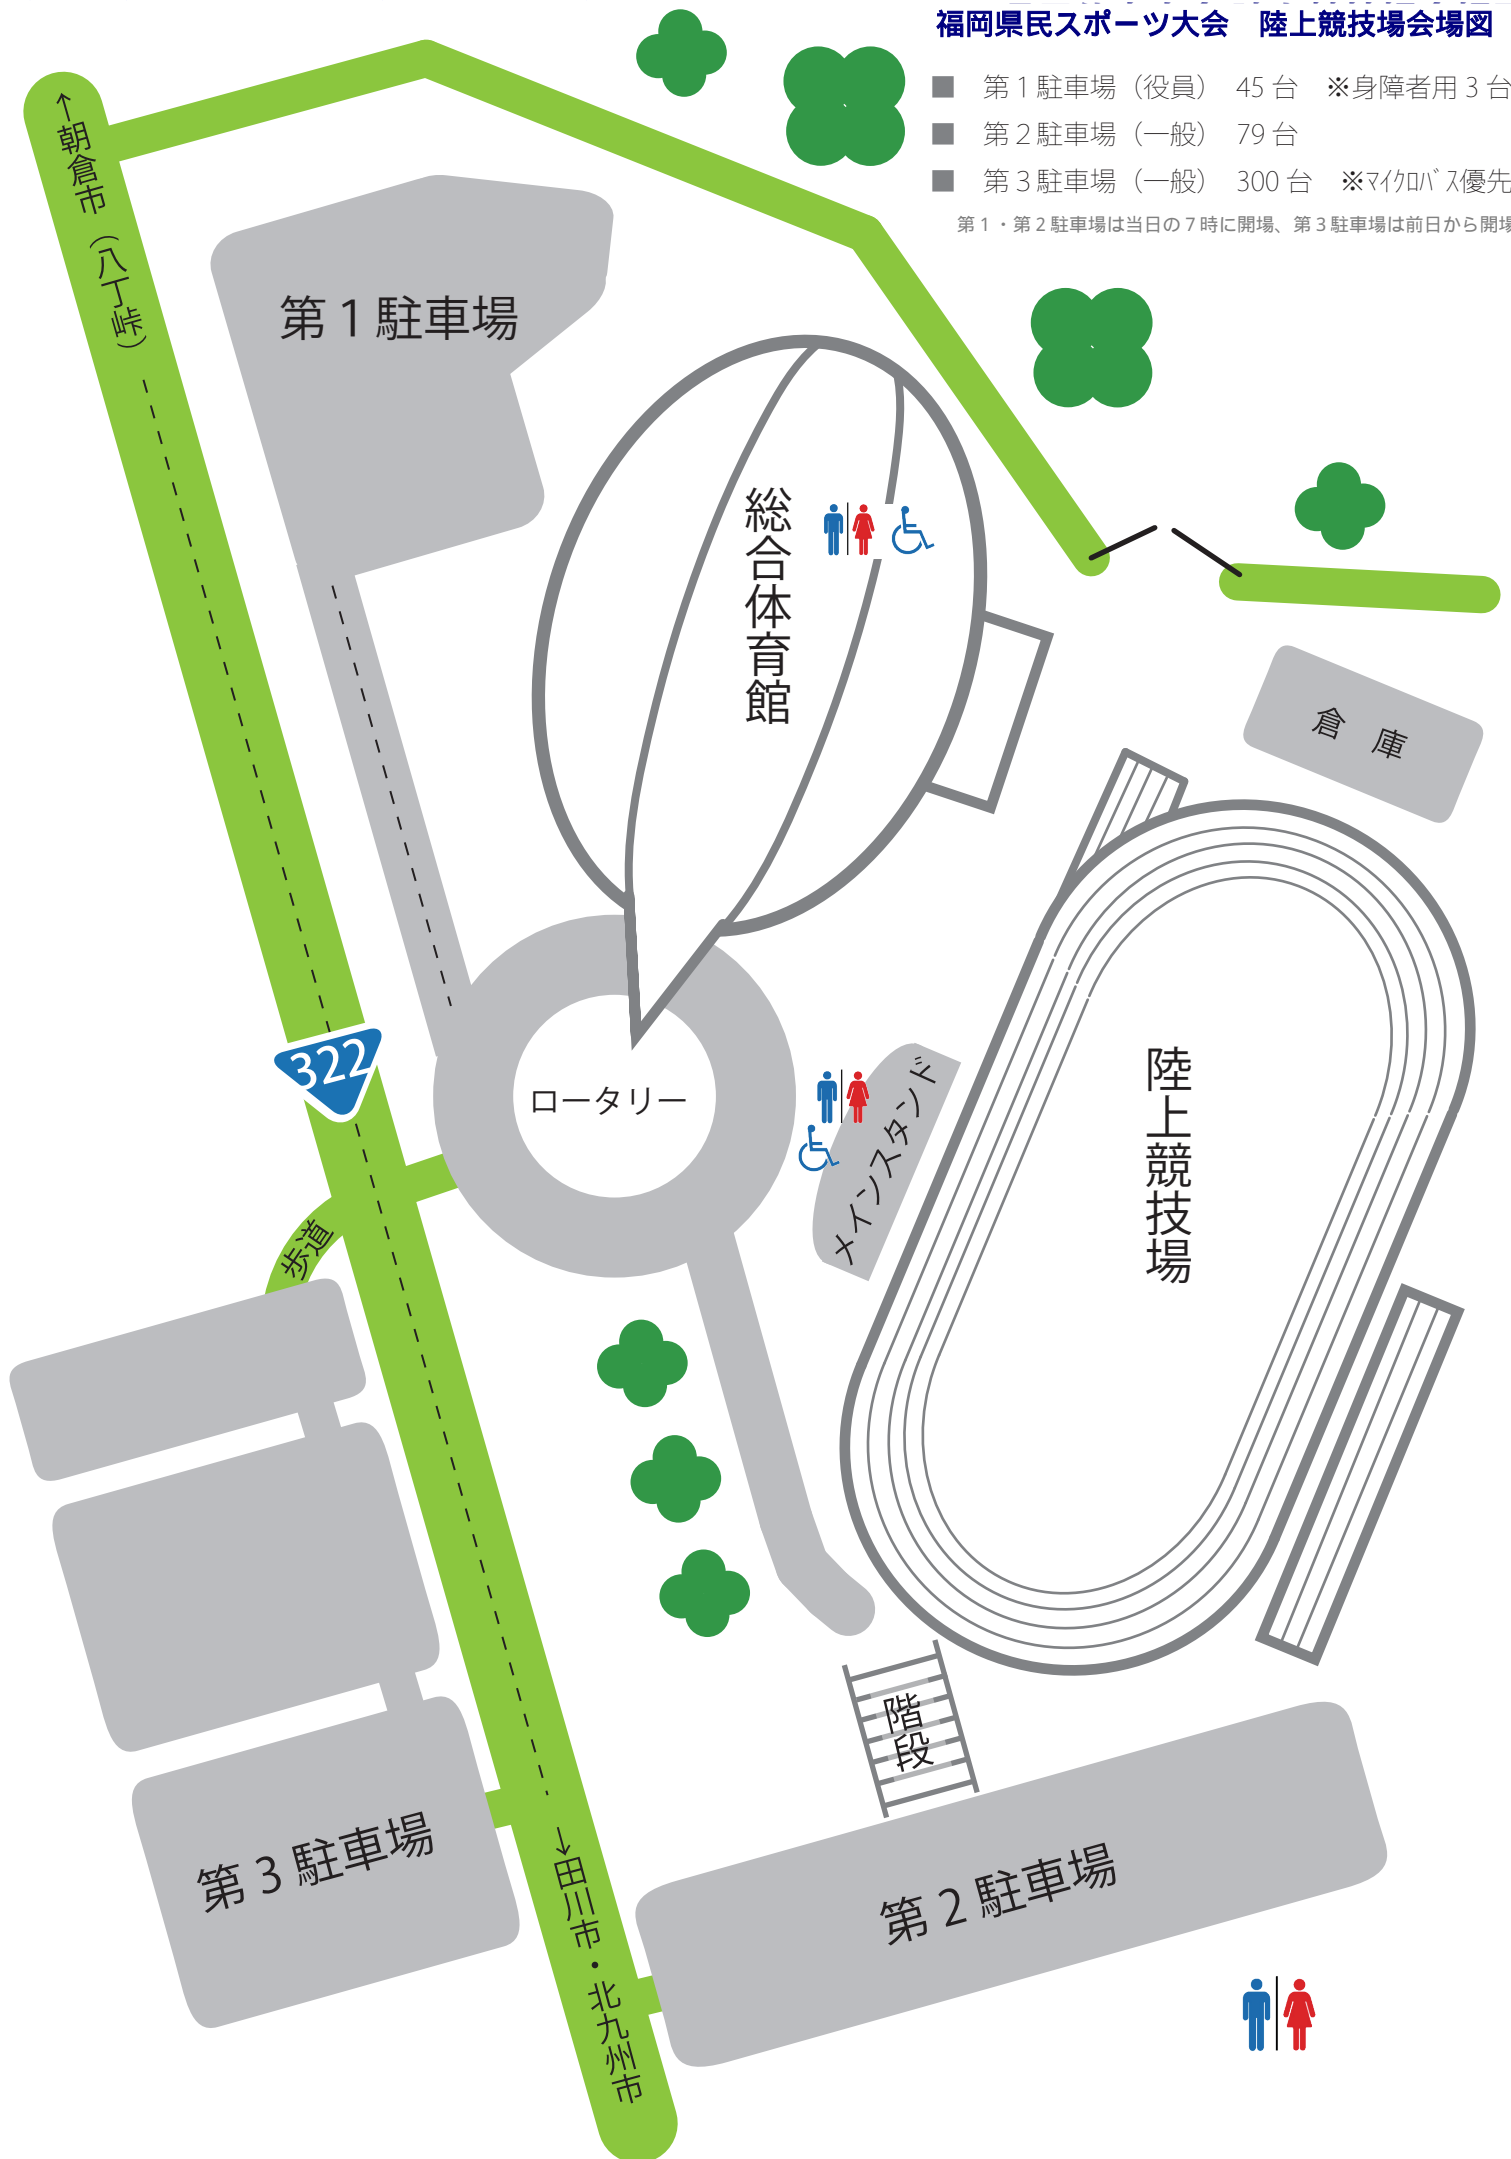 福岡県民スポーツ大会　陸上競技場会場図
■　第１駐車場（役員）　45 台　※身障者用 3 台
■　第２駐車場（一般）　79 台
■　第３駐車場（一般）　300 台　※ﾏｲｸﾛﾊﾞｽ優先
第１・第２駐車場は当日の７時に開場、第３駐車場は前日から開場
←朝倉市（八丁峠）
第１駐車場
総合体育館
倉　庫
322
ロータリー
メインスタンド
陸上競技場
歩道
階段
第３駐車場
第２駐車場
→田川市・北九州市